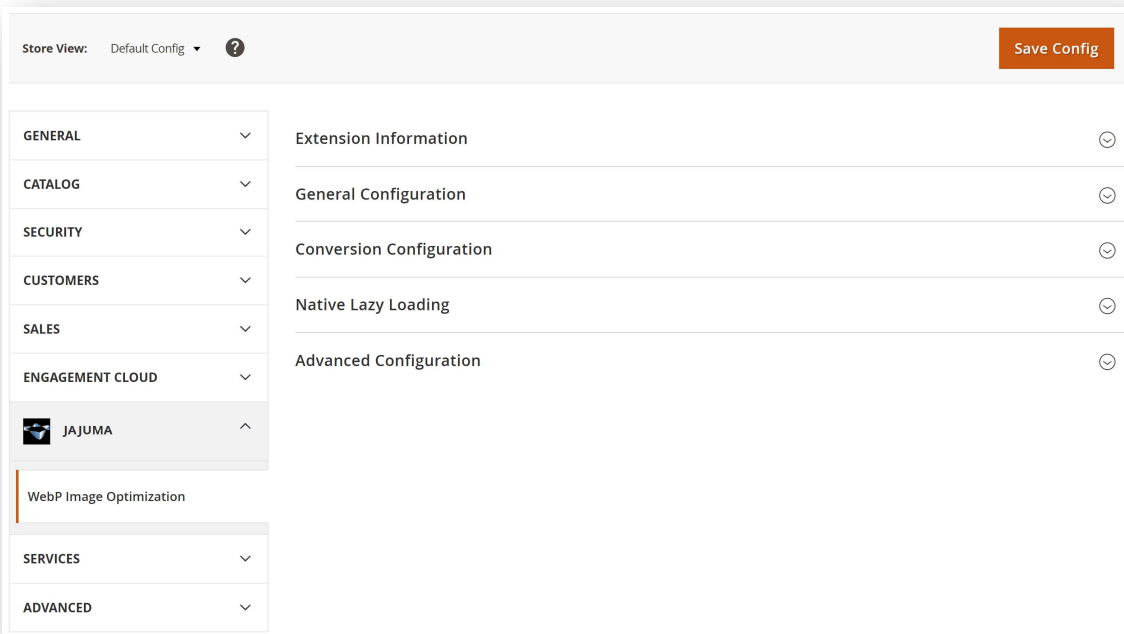 Store View: Default Config ?
Save Config
GENERAL
CATALOG
SECURITY
CUSTOMERS
SALES
ENGAGEMENT CLOUD
JAJUMA
WebP Image Optimization
SERVICES
ADVANCED
Extension Information
General Configuration
Conversion Configuration
Native Lazy Loading
Advanced Configuration